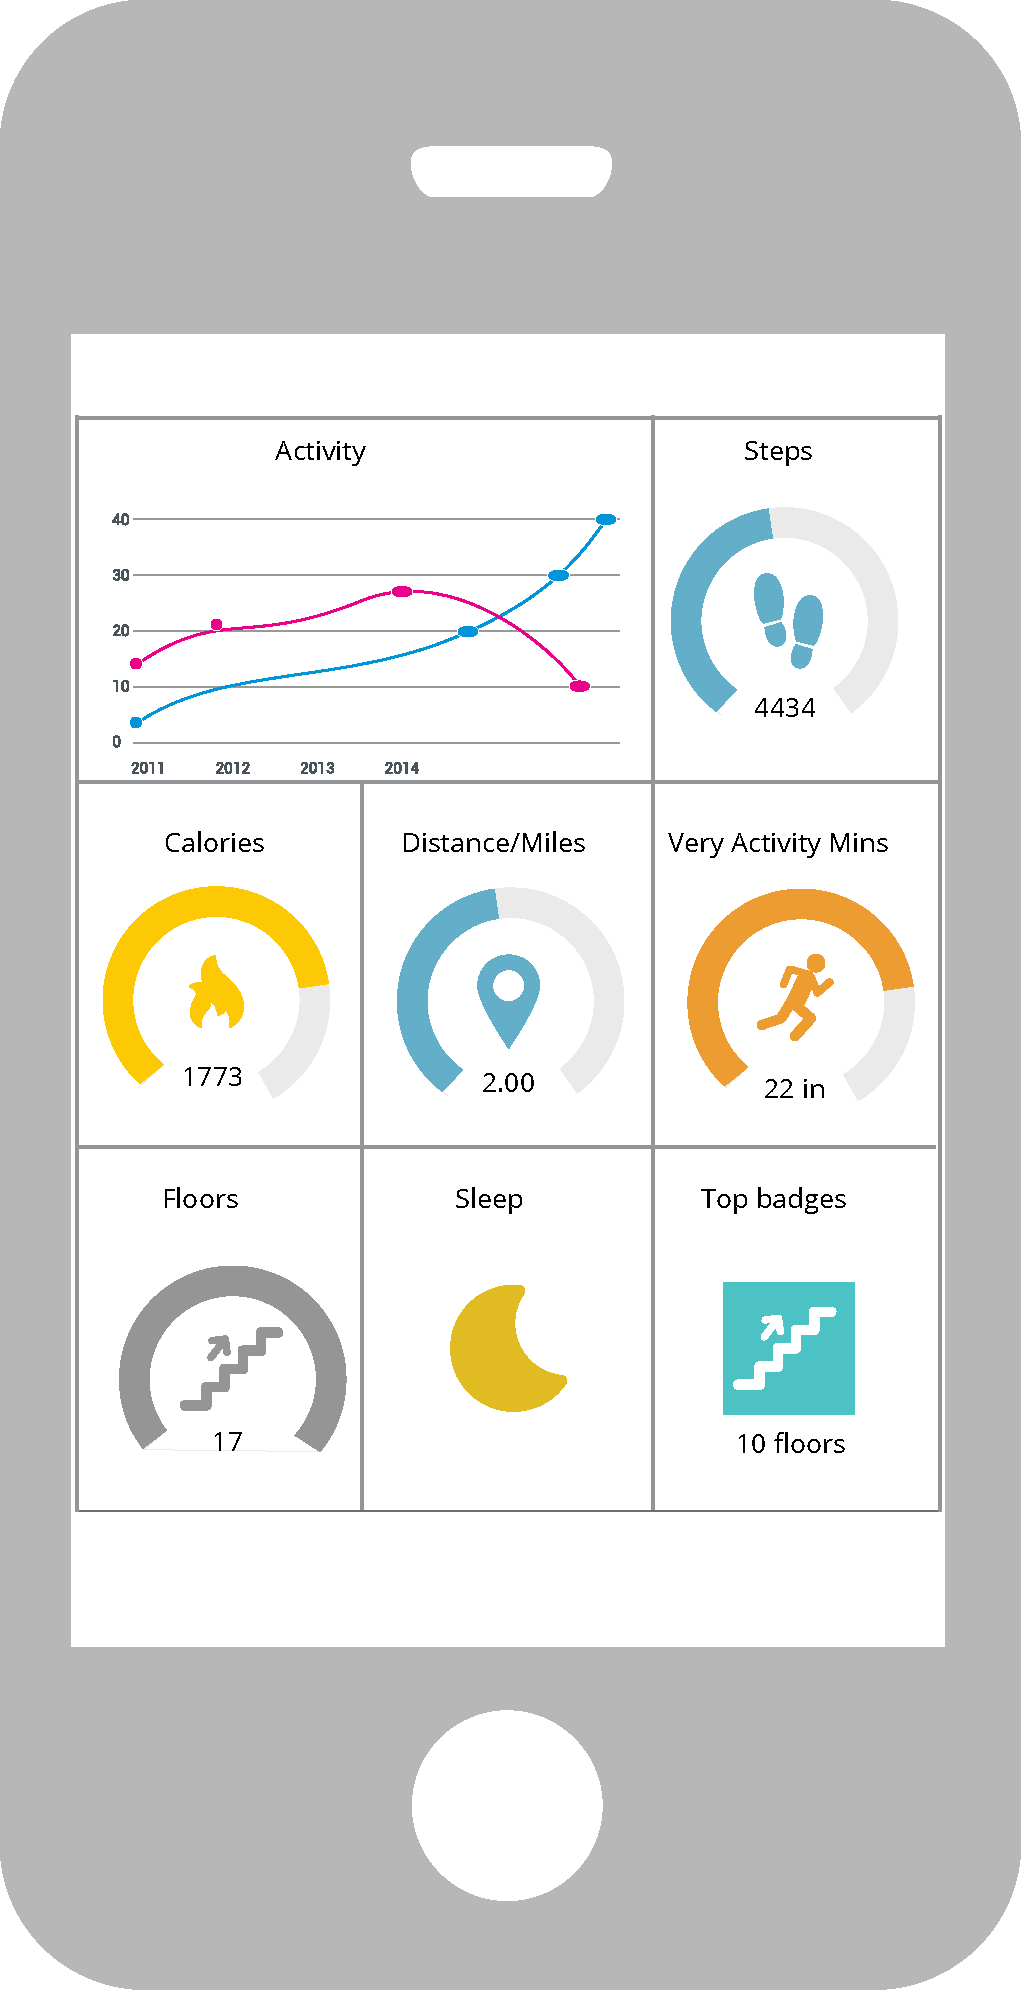 Activity
Steps
40
30
20
10
0
2011 2012 2013 2014
4434
Calories
Distance/Miles
Very Activity Mins
1773
2.00
22 in
Floors
Sleep
Top badges
17
10 floors